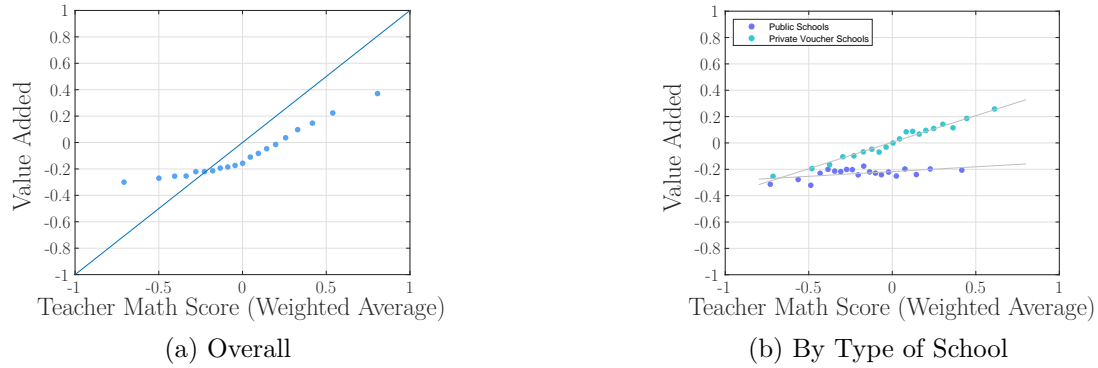 1
0.8
0.6
0.4
0.2
0
-0.2
-0.4
-0.6
-0.8
-1
-1 -0.5 0 0.5 1
Value Added
Teacher Math Score (Weighted Average)
(a) Overall
Public Schools
Private Voucher Schools
1
0.8
0.6
0.4
0.2
0
-0.2
-0.4
-0.6
-0.8
-1
-1 -0.5 0 0.5 1
Value Added
Teacher Math Score (Weighted Average)
(b) By Type of School